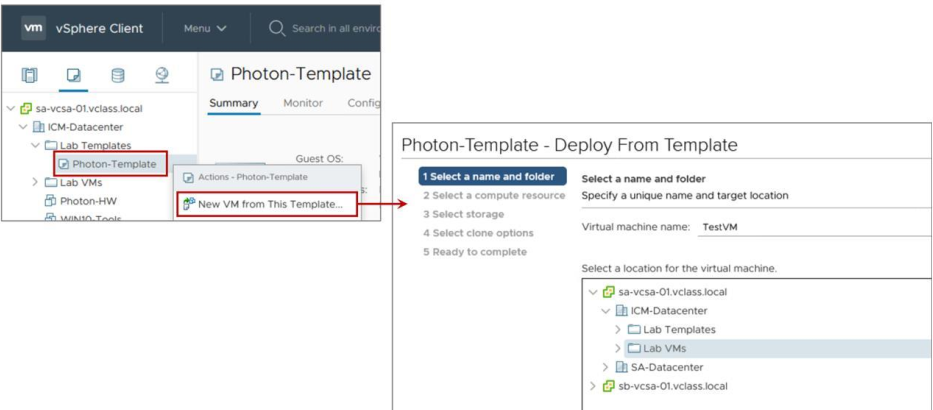 vm vSphere Client Menu Search in all enviro
Photon-Template
Summary Monitor Config
sa-vcsa-01.vclass.local
ICM-Datacenter
Lab Templates
Photon-Template
Lab VMs
Photon-HW
WIN10-Tools
Guest OS:
Actions - Photon-Template
New VM from This Template...
Photon-Template - Deploy From Template
1 Select a name and folder
2 Select a compute resource
3 Select storage
4 Select clone options
5 Ready to complete
Select a name and folder
Specify a unique name and target location
Virtual machine name: TestVM
Select a location for the virtual machine.
sa-vcsa-01.vclass.local
ICM-Datacenter
Lab Templates
Lab VMs
SA-Datacenter
sb-vcsa-01.vclass.local